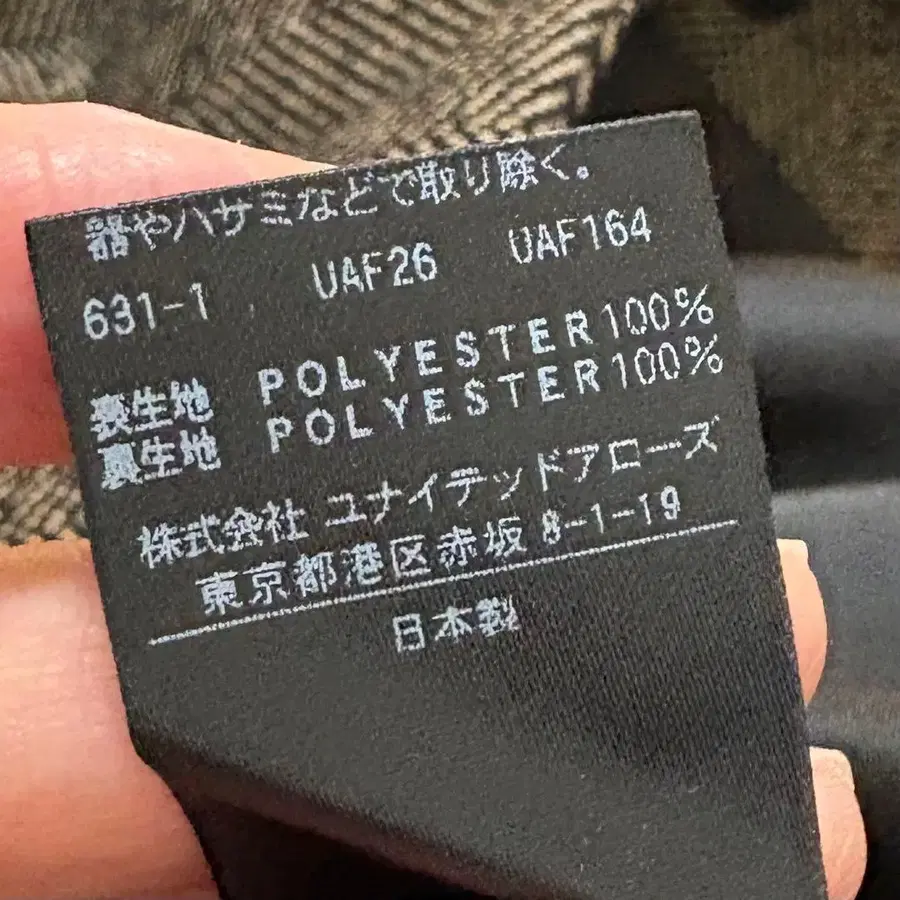 器やハサミなどで取り除く。
631-1 UAF26 UAF164
表生地 POLYESTER100%
裏生地 POLYESTER100%
株式会社 ユナイテッドアローズ
東京都港区赤坂 8-1-19
日本製